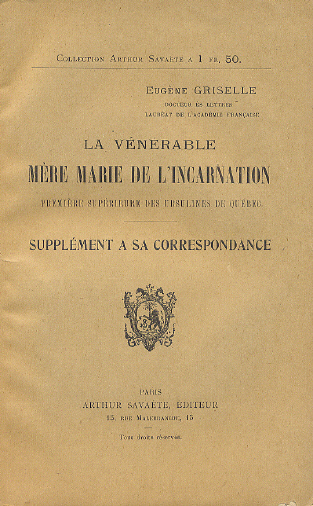 COLLECTION ARTHUR SAVAÈTE A 1 FR, 50.
EUGÈNE GRISELLE
DOCTEUR ÈS LETTRES
LAURÉAT DE L'ACADÉMIE FRANÇAISE
LA VÉNERABLE
MÈRE MARIE DE L'INCARNATION
PREMIÈRE SUPÉRIEURE DES URSULINES DE QUÉBEC
SUPPLÉMENT A SA CORRESPONDANCE
PARIS
ARTHUR SAVAÈTE, ÉDITEUR
15, RUE MALEBRANCHE, 15
Tous droits réservés.